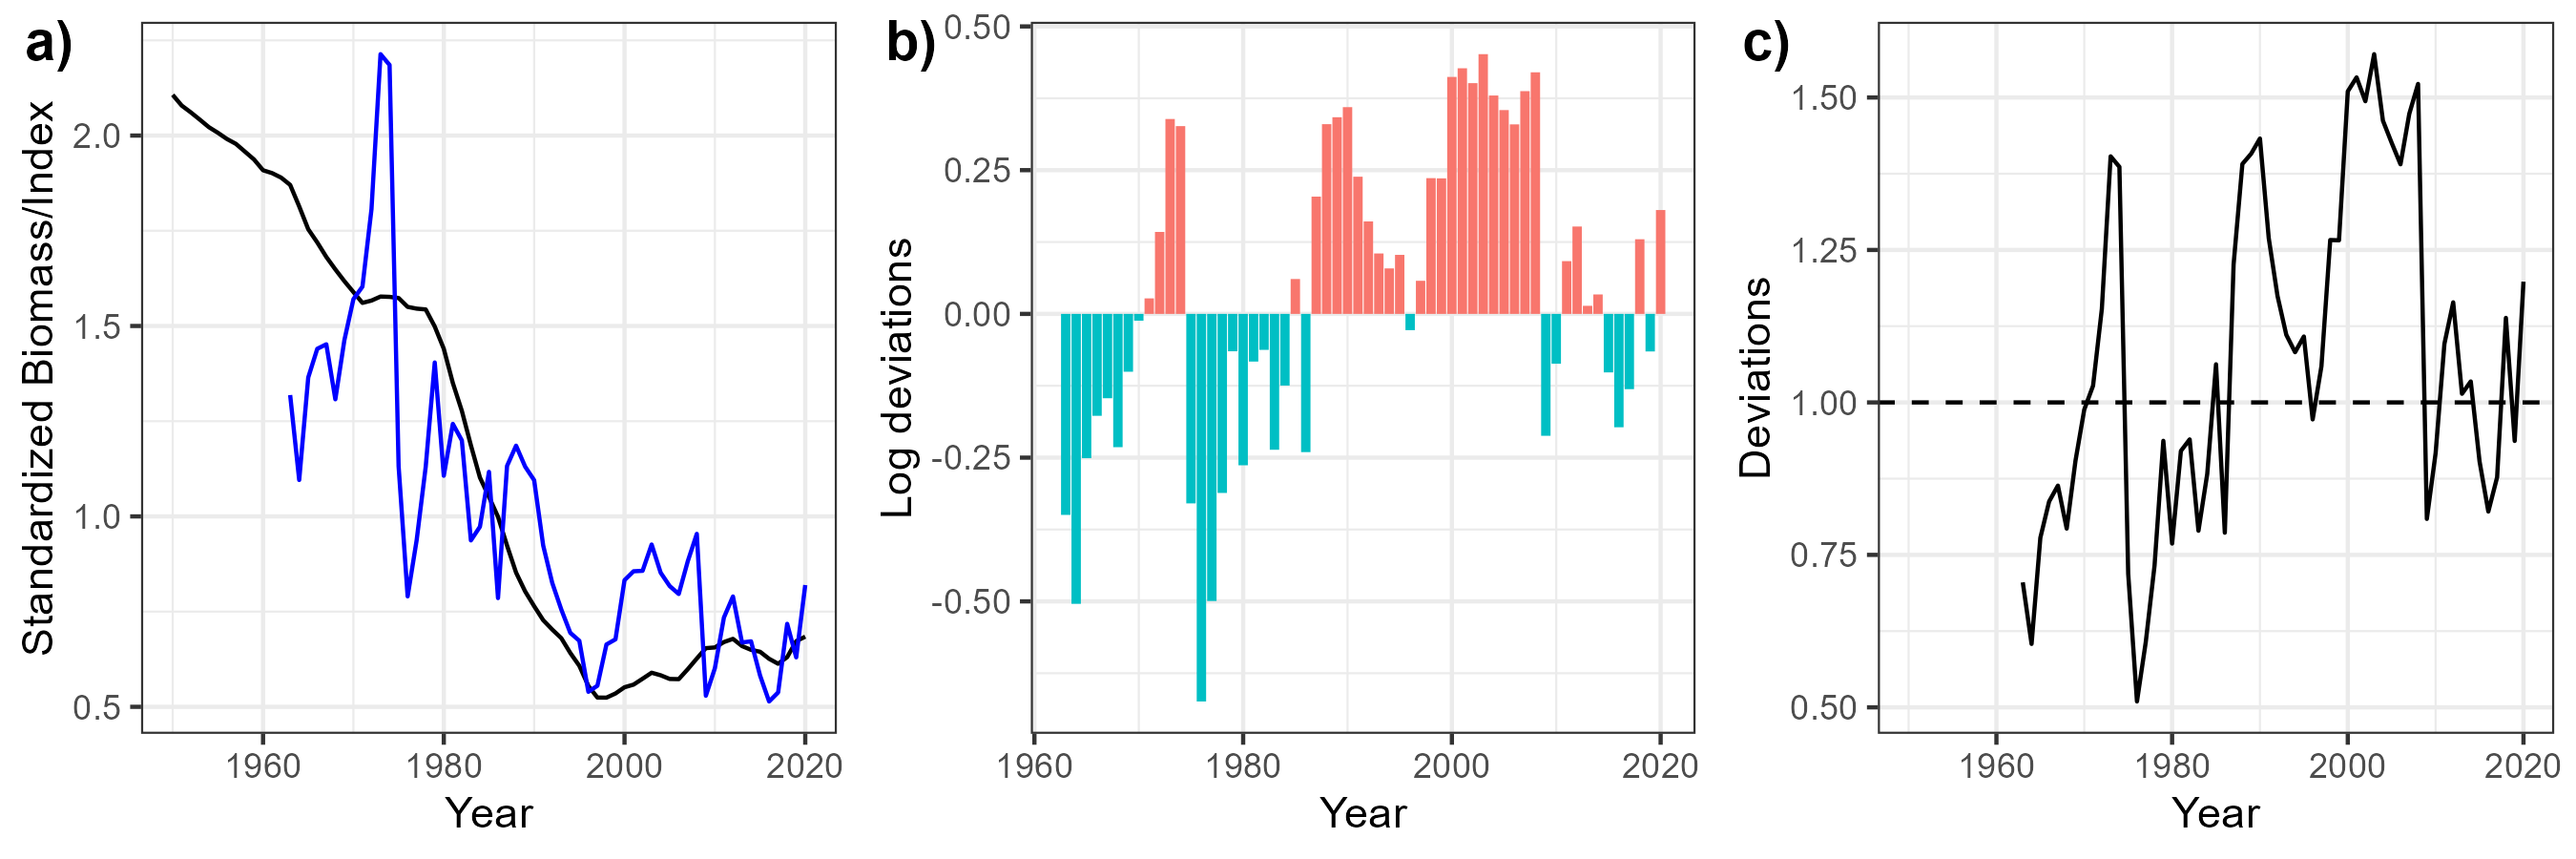 a)
Standardized Biomass/Index
2.0
1.5
1.0
0.5
1960 1980 2000 2020
Year
b)
Log deviations
0.50
0.25
0.00
-0.25
-0.50
1960 1980 2000 2020
Year
c)
Deviations
1.50
1.25
1.00
0.75
0.50
1960 1980 2000 2020
Year